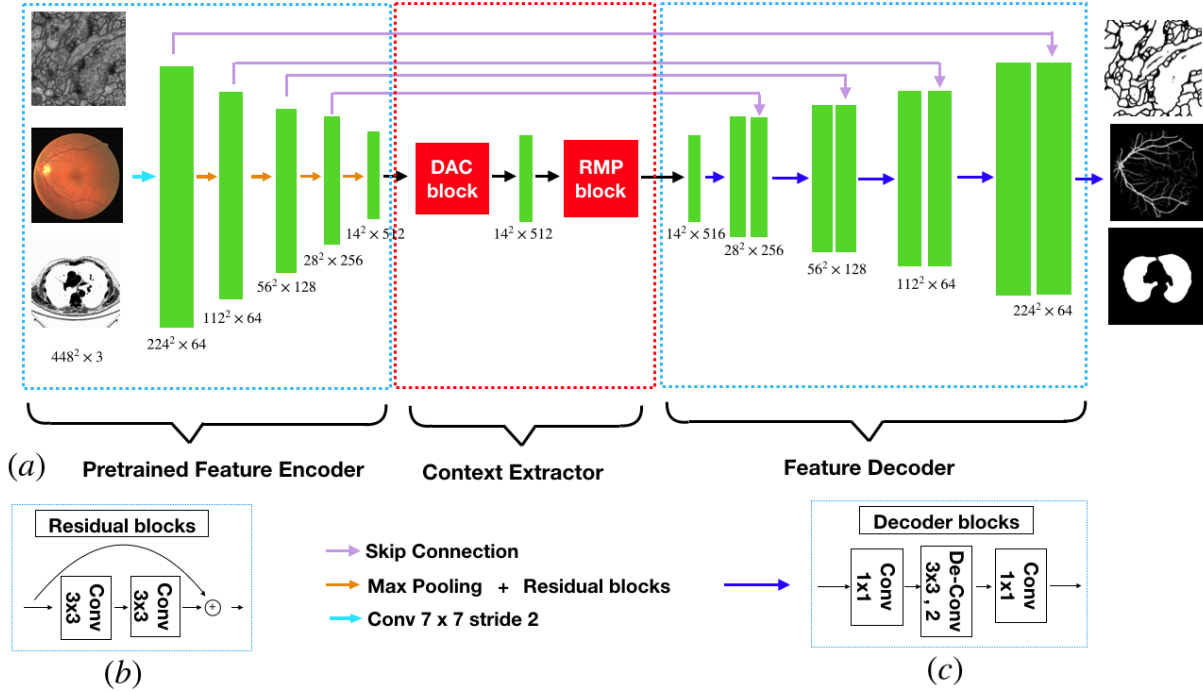 DAC
block
RMP
block
14² × 512
14² × 512
14² × 516
28² × 256
28² × 256
56² × 128
56² × 128
112² × 64
112² × 64
224² × 64
224² × 64
448² × 3
(a)
Pretrained Feature Encoder
Context Extractor
Feature Decoder
Residual blocks
Conv
3x3
Conv
3x3
+
(b)
Skip Connection
Max Pooling + Residual blocks
Conv 7 x 7 stride 2
Decoder blocks
Conv
1x1
De-Conv
3x3 , 2
Conv
1x1
(c)